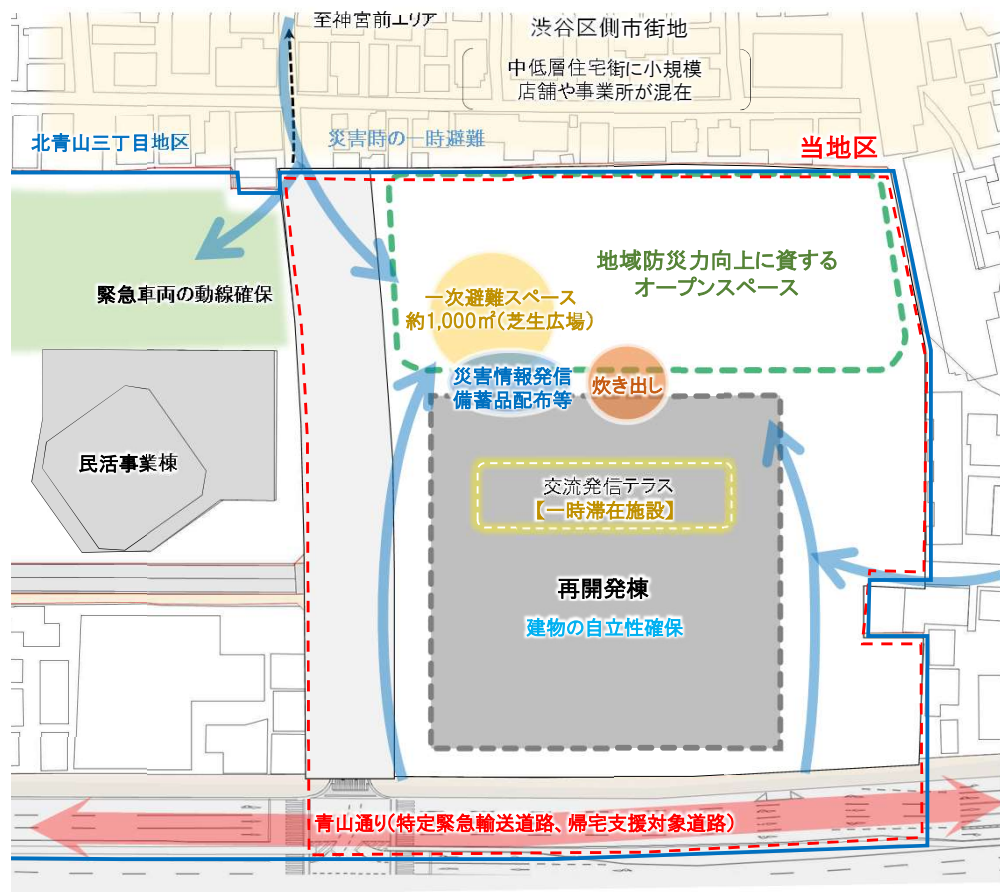 至神宮前エリア
渋谷区側市街地
中低層住宅街に小規模
店舗や事業所が混在
北青山三丁目地区
災害時の一時避難
当地区
地域防災力向上に資する
オープンスペース
緊急車両の動線確保
一次避難スペース
約1,000㎡(芝生広場)
災害情報発信
備蓄品配布等
炊き出し
民活事業棟
交流発信テラス
【一時滞在施設】
再開発棟
建物の自立性確保
青山通り(特定緊急輸送道路、帰宅支援対象道路)